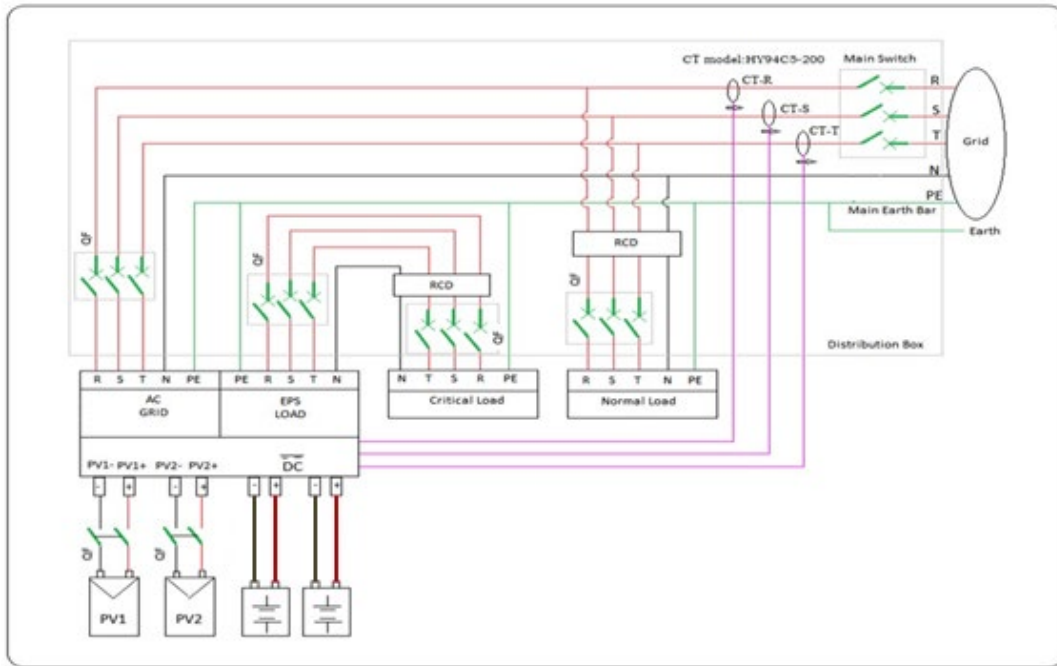 CT model:HY94C5-200 Main Switch
CT-R R
CT-S S
CT-T T
Grid
N
PE
Main Earth Bar
Earth
QF
QF
RCD
RCD
QF
QF
Distribution Box
R S T N PE PE R S T N
N T S R PE
R S T N PE
AC
GRID
EPS
LOAD
Critical Load
Normal Load
PV1- PV1+ PV2- PV2+ DC
- + - + - + - +
QF QF
PV1 PV2